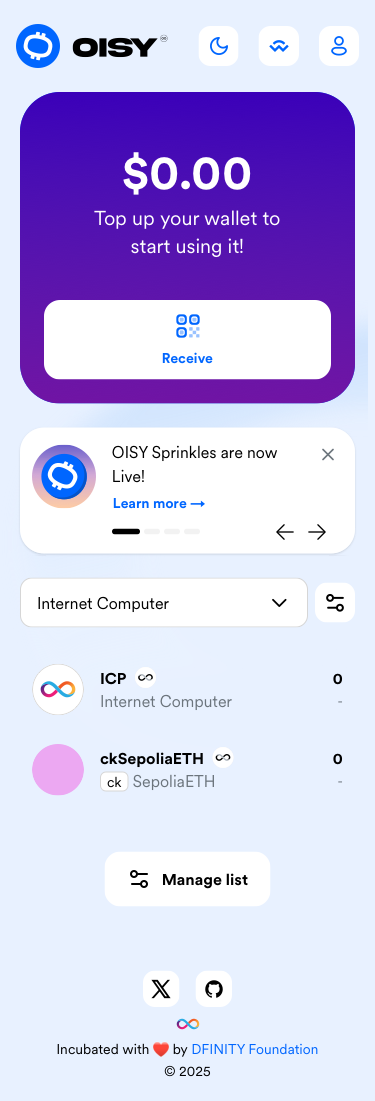 OISY
$0.00
Top up your wallet to
start using it!
Receive
OISY Sprinkles are now
Live!
Learn more →
Internet Computer
ICP
0
Internet Computer
-
ckSepoliaETH
0
ck SepoliaETH
-
Manage list
Incubated with ❤️ by DFINITY Foundation
© 2025